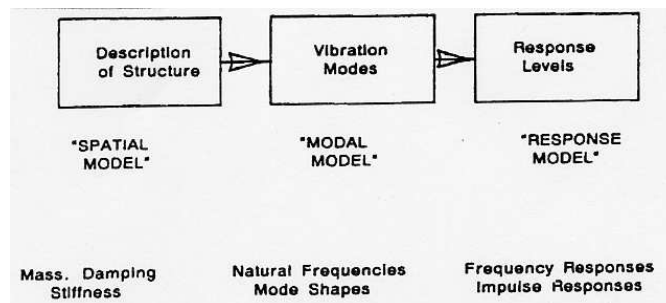 Description
of Structure
Vibration
Modes
Response
Levels
"SPATIAL
MODEL"
"MODAL
MODEL"
"RESPONSE
MODEL"
Mass. Damping
Stiffness
Natural Frequencies
Mode Shapes
Frequency Responses
Impulse Responses